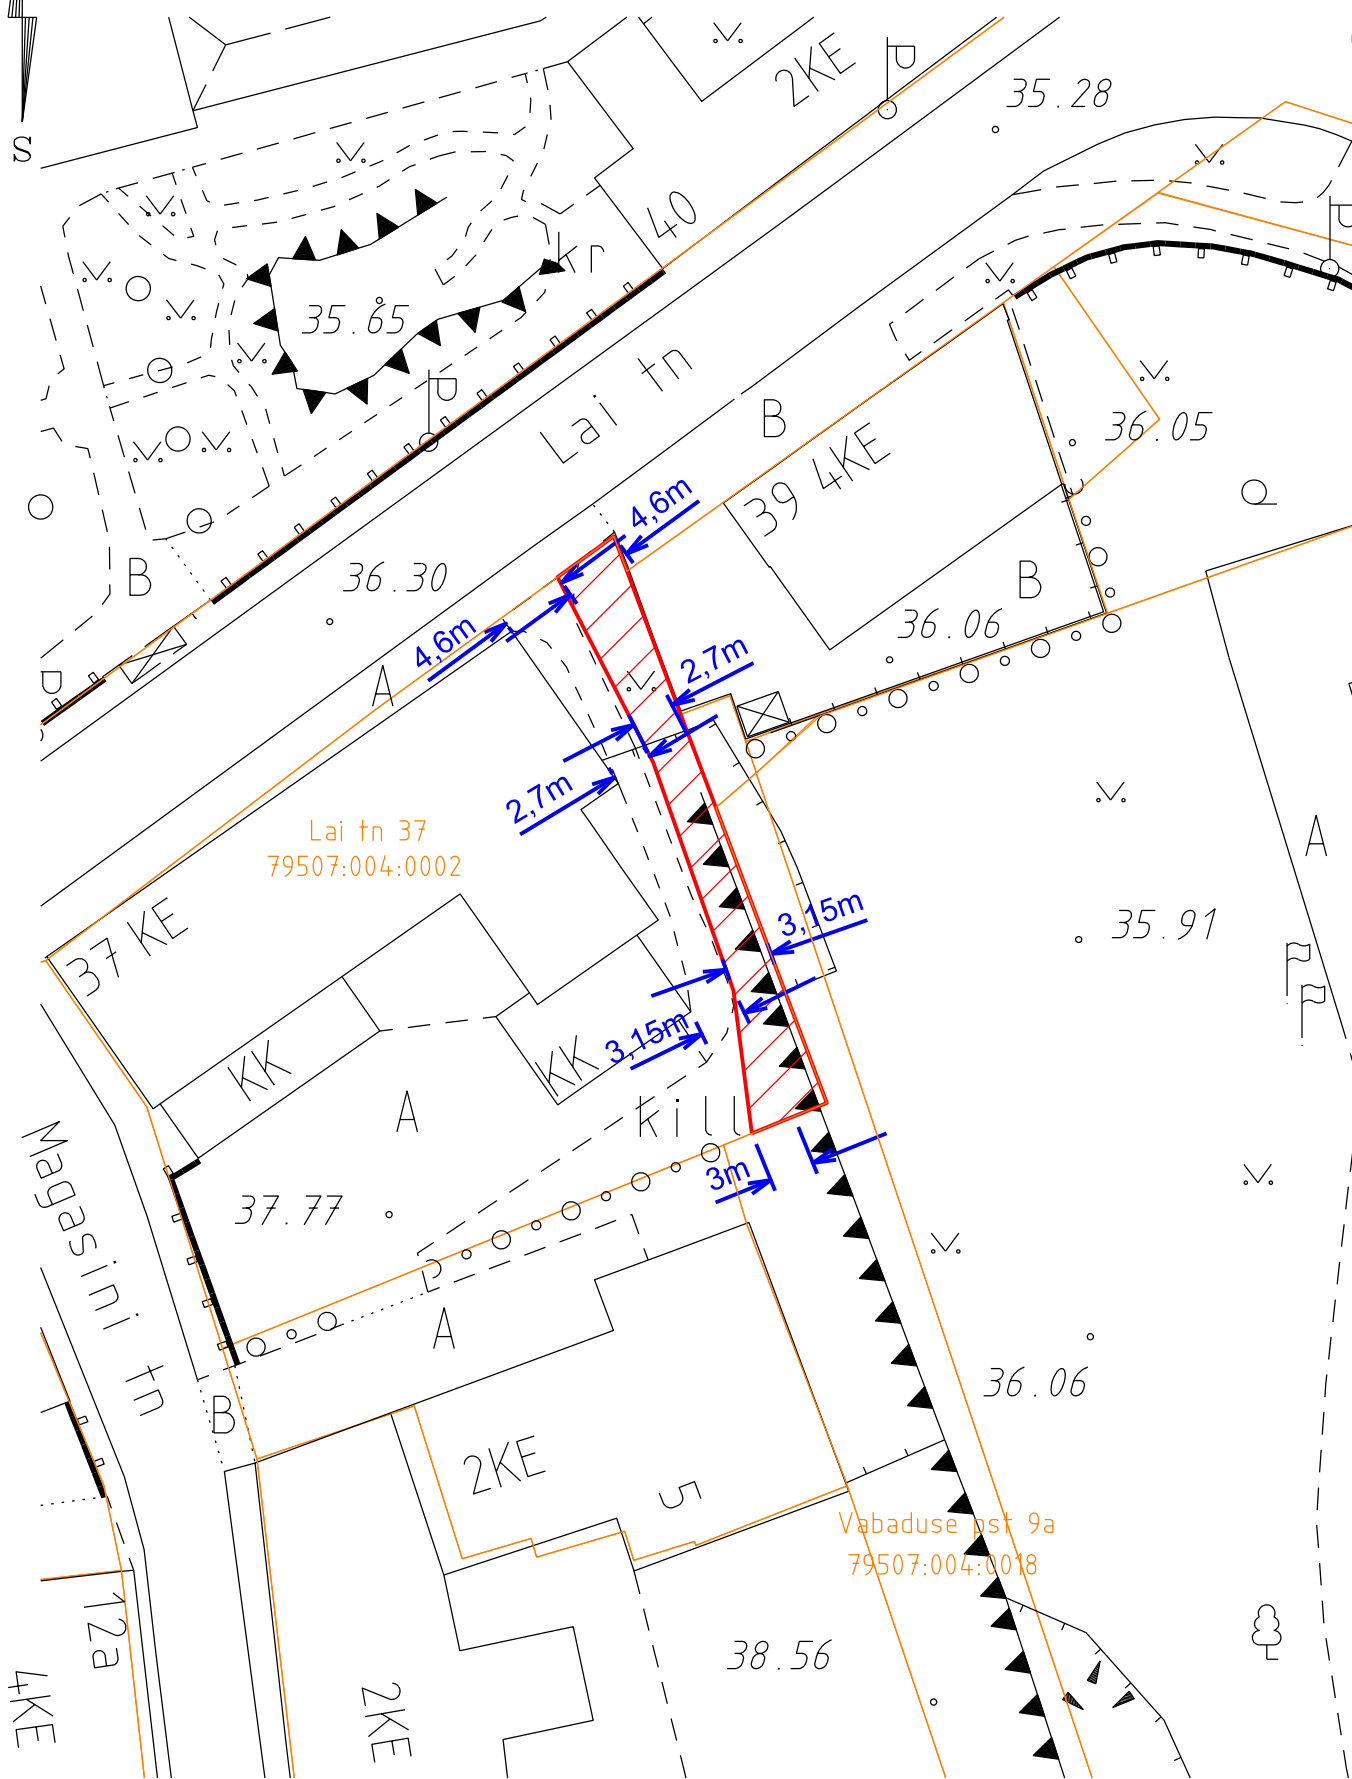 S
2KE
35.28
40
kr
35.65
Lai tn
B
36.05
39 4KE
4,6m
B
36.30
B
36.06
4,6m
2,7m
A
2,7m
Lai tn 37
79507:004:0002
A
37 KE
3,15m
35.91
3,15m
KK
KK
A
kill
Magasini tn
3m
37.77
A
36.06
B
2KE
5
Vabaduse pst 9a
79507:004:0018
12a
38.56
4KE
2KE